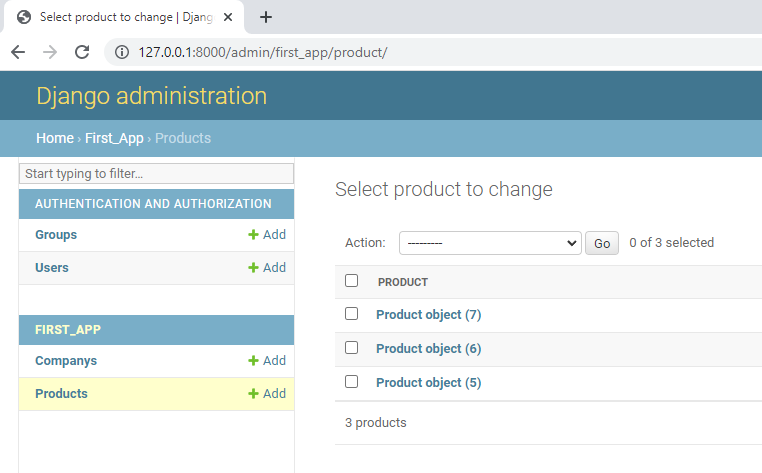 Select product to change | Djang
127.0.0.1:8000/admin/first_app/product/
Django administration
Home › First_App › Products
Start typing to filter...
AUTHENTICATION AND AUTHORIZATION
Groups + Add
Users + Add
FIRST_APP
Companys + Add
Products + Add
Select product to change
Action: --------- Go 0 of 3 selected
PRODUCT
Product object (7)
Product object (6)
Product object (5)
3 products